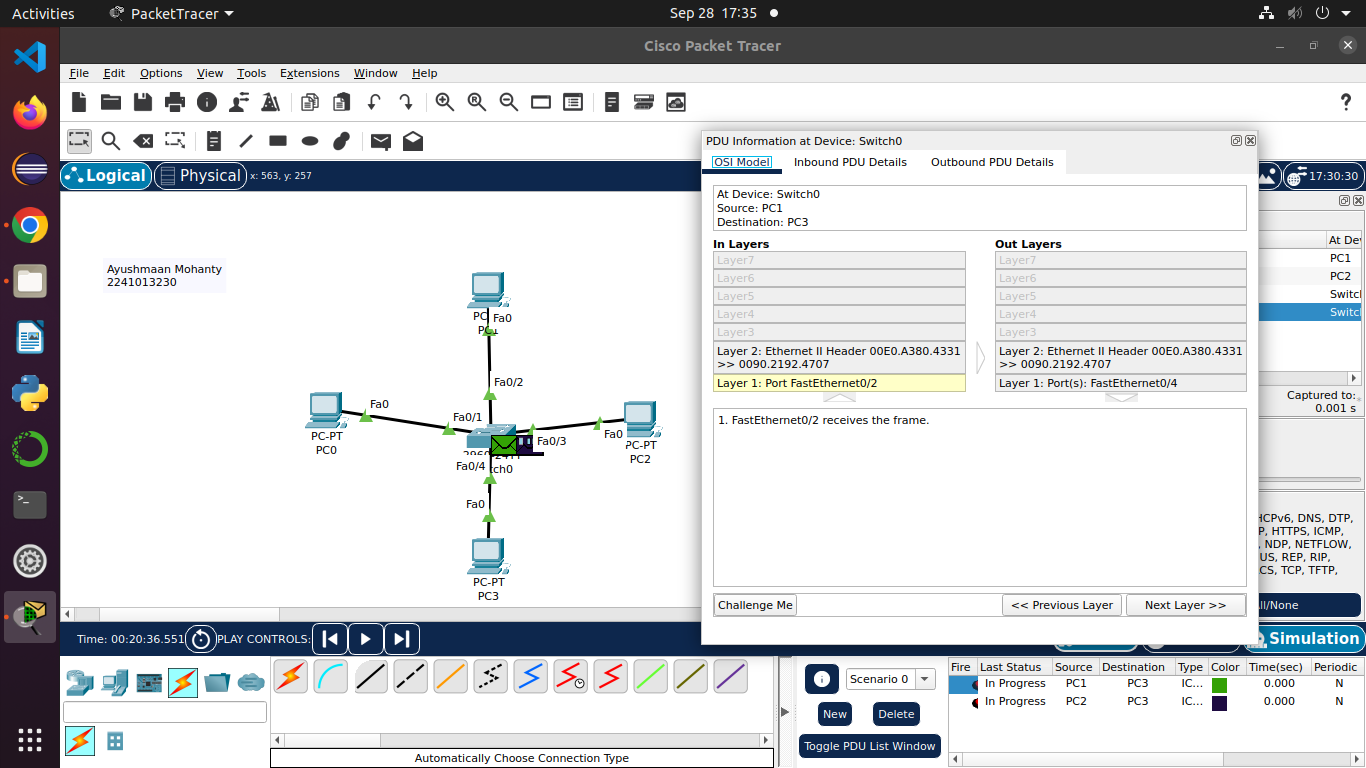 Activities
PacketTracer
Sep 28 17:35
Cisco Packet Tracer
File Edit Options View Tools Extensions Window Help
?
Logical
Physical
x: 563, y: 257
17:30:30
PDU Information at Device: Switch0
OSI Model
Inbound PDU Details
Outbound PDU Details
At Device: Switch0
Source: PC1
Destination: PC3
In Layers
Layer7
Layer6
Layer5
Layer4
Layer3
Layer 2: Ethernet II Header 00E0.A380.4331
>> 0090.2192.4707
Layer 1: Port FastEthernet0/2
Out Layers
Layer7
Layer6
Layer5
Layer4
Layer3
Layer 2: Ethernet II Header 00E0.A380.4331
>> 0090.2192.4707
Layer 1: Port(s): FastEthernet0/4
1. FastEthernet0/2 receives the frame.
Challenge Me
<< Previous Layer
Next Layer >>
At Dev
PC1
PC2
Switcl
Switcl
Captured to:
0.001 s
HCPv6, DNS, DTP,
P, HTTPS, ICMP,
, NDP, NETFLOW,
US, REP, RIP,
CS, TCP, TFTP,
All/None
Ayushmaan Mohanty
2241013230
PC
Fa0
Fa0/2
Fa0
Fa0/1
PC-PT
PC0
Fa0/3
Fa0
PC-PT
PC2
Fa0/4
tch0
Fa0
PC-PT
PC3
Time: 00:20:36.551
PLAY CONTROLS:
Simulation
Automatically Choose Connection Type
Scenario 0
New
Delete
Toggle PDU List Window
Fire Last Status Source Destination Type Color Time(sec) Periodic
In Progress PC1 PC3 IC... 0.000 N
In Progress PC2 PC3 IC... 0.000 N